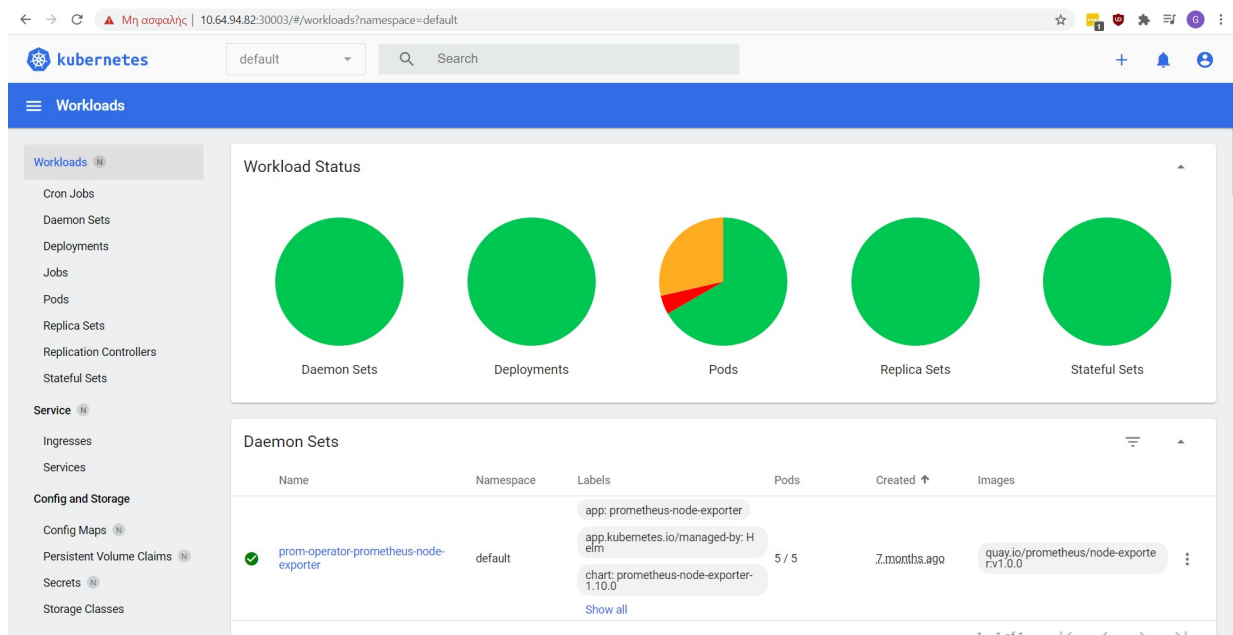 Μη ασφαλής | 10.64.94.82:30003/#/workloads?namespace=default
1
G
kubernetes
default
Search
Workloads
Workloads N
Cron Jobs
Daemon Sets
Deployments
Jobs
Pods
Replica Sets
Replication Controllers
Stateful Sets
Service N
Ingresses
Services
Config and Storage
Config Maps N
Persistent Volume Claims N
Secrets N
Storage Classes
Workload Status
Daemon Sets
Deployments
Pods
Replica Sets
Stateful Sets
Daemon Sets
Name Namespace Labels Pods Created Images
prom-operator-prometheus-node-
exporter
default
app: prometheus-node-exporter
app.kubernetes.io/managed-by: H
elm
chart: prometheus-node-exporter-
1.10.0
Show all
5 / 5
7 months ago
quay.io/prometheus/node-exporte
r:v1.0.0